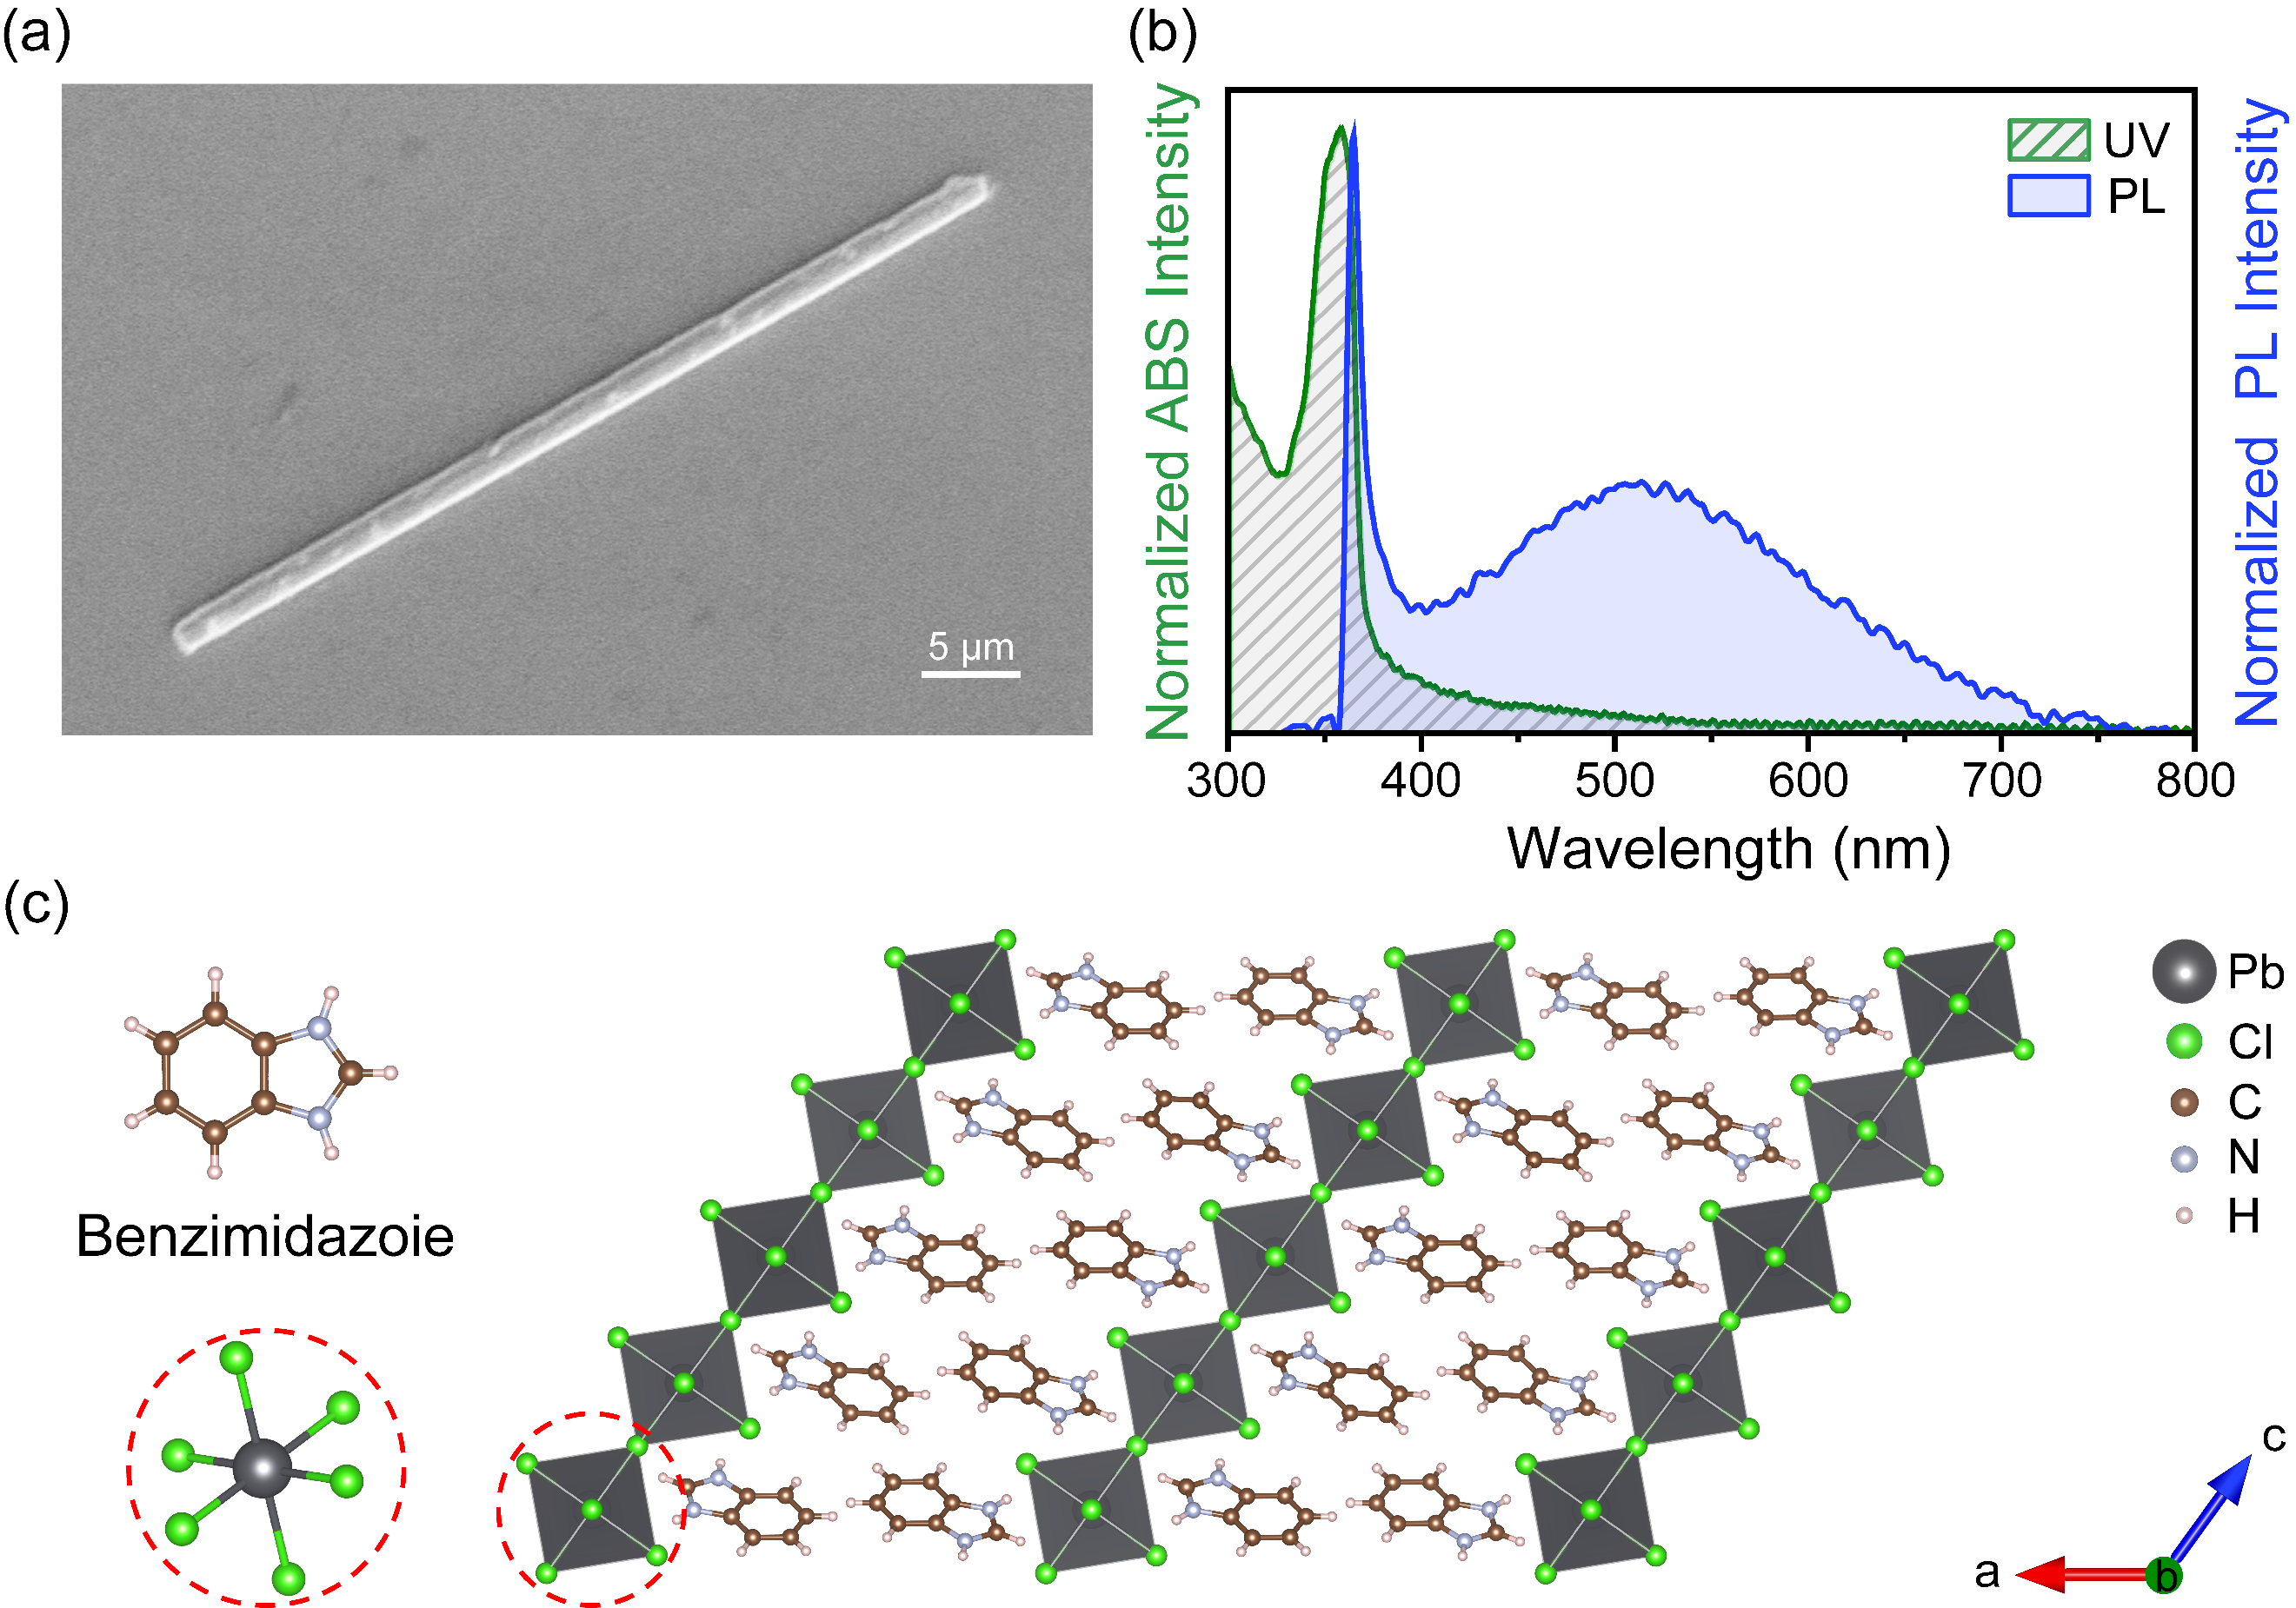 (a)
5 µm
(b)
Normalized ABS Intensity
UV
PL
Normalized PL Intensity
300 400 500 600 700 800
Wavelength (nm)
(c)
Benzimidazoie
Pb
Cl
C
N
H
c
a
b